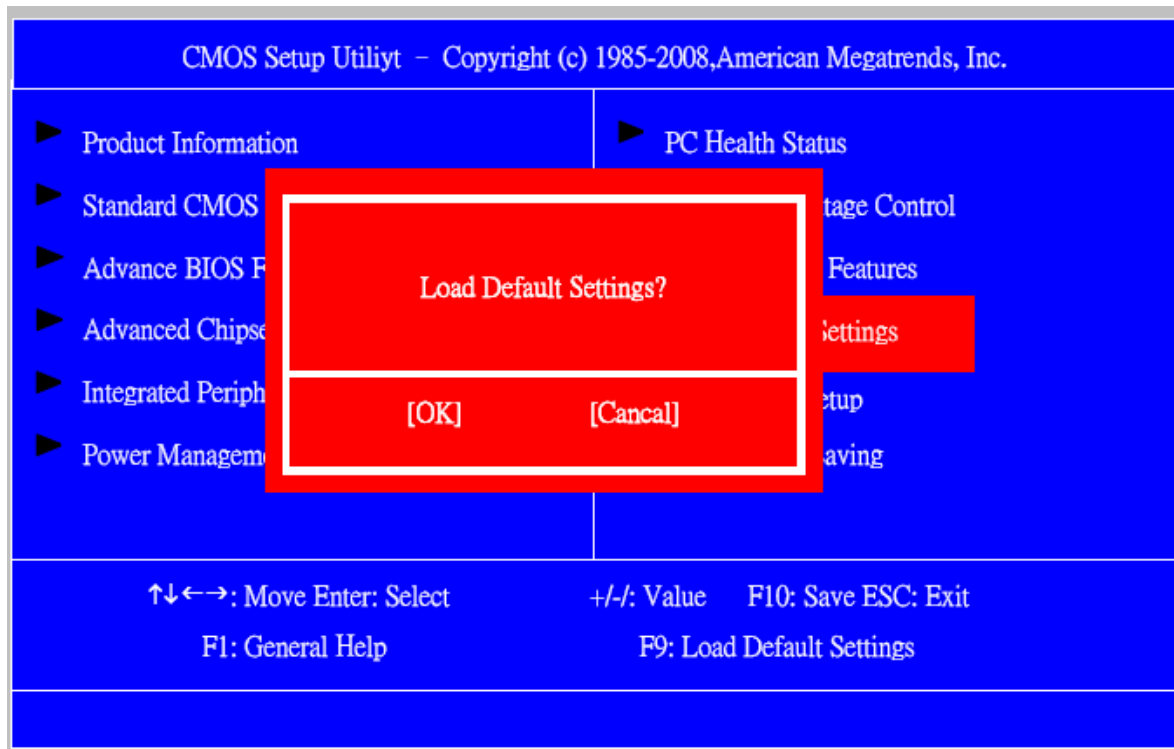 CMOS Setup Utiliyt – Copyright (c) 1985-2008,American Megatrends, Inc.
Product Information
Standard CMOS
Advance BIOS F
Advanced Chipse
Integrated Periph
Power Managem
PC Health Status
tage Control
Features
Settings
etup
aving
Load Default Settings?
[OK] [Cancal]
↑↓←→: Move Enter: Select +/-/: Value F10: Save ESC: Exit
F1: General Help F9: Load Default Settings